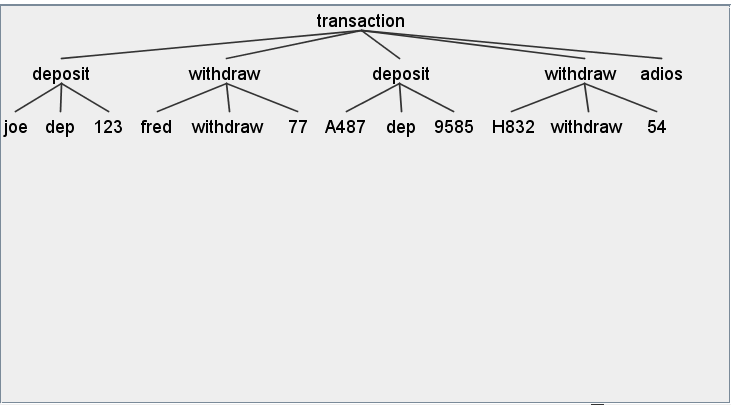 transaction
deposit withdraw deposit withdraw adios
joe dep 123 fred withdraw 77 A487 dep 9585 H832 withdraw 54